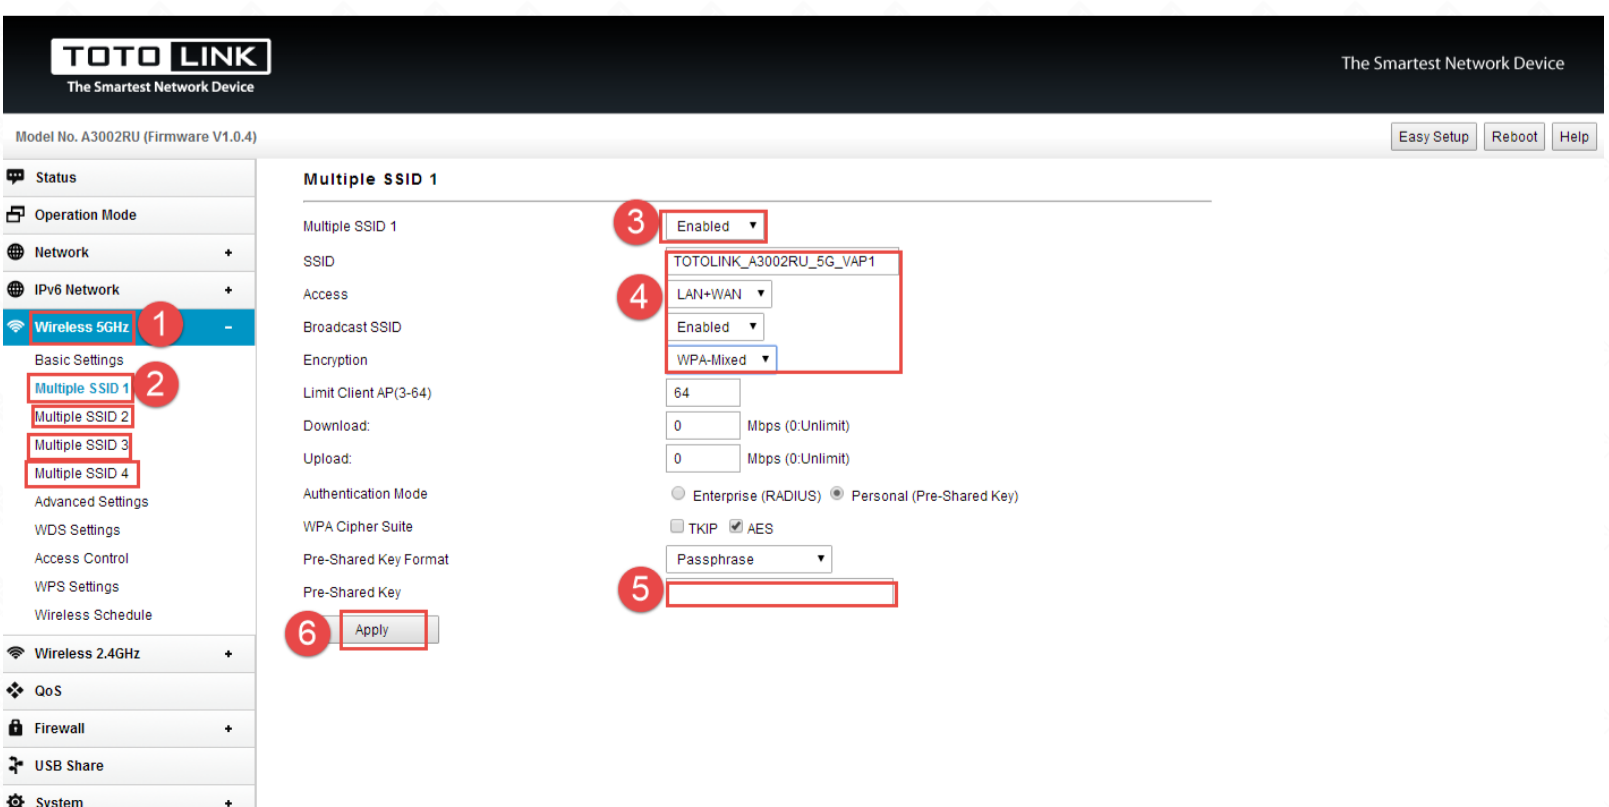 TOTO LINK
The Smartest Network Device
The Smartest Network Device
Model No. A3002RU (Firmware V1.0.4)
Easy Setup
Reboot
Help
Status
Operation Mode
Network +
IPv6 Network +
Wireless 5GHz 1 -
Basic Settings
Multiple SSID 1 2
Multiple SSID 2
Multiple SSID 3
Multiple SSID 4
Advanced Settings
WDS Settings
Access Control
WPS Settings
Wireless Schedule
Wireless 2.4GHz +
QoS
Firewall +
USB Share
System +
Multiple SSID 1
Multiple SSID 1 3 Enabled
SSID TOTOLINK_A3002RU_5G_VAP1
Access 4 LAN+WAN
Broadcast SSID Enabled
Encryption WPA-Mixed
Limit Client AP(3-64) 64
Download: 0 Mbps (0:Unlimit)
Upload: 0 Mbps (0:Unlimit)
Authentication Mode Enterprise (RADIUS) Personal (Pre-Shared Key)
WPA Cipher Suite TKIP AES
Pre-Shared Key Format Passphrase
Pre-Shared Key 5
6 Apply